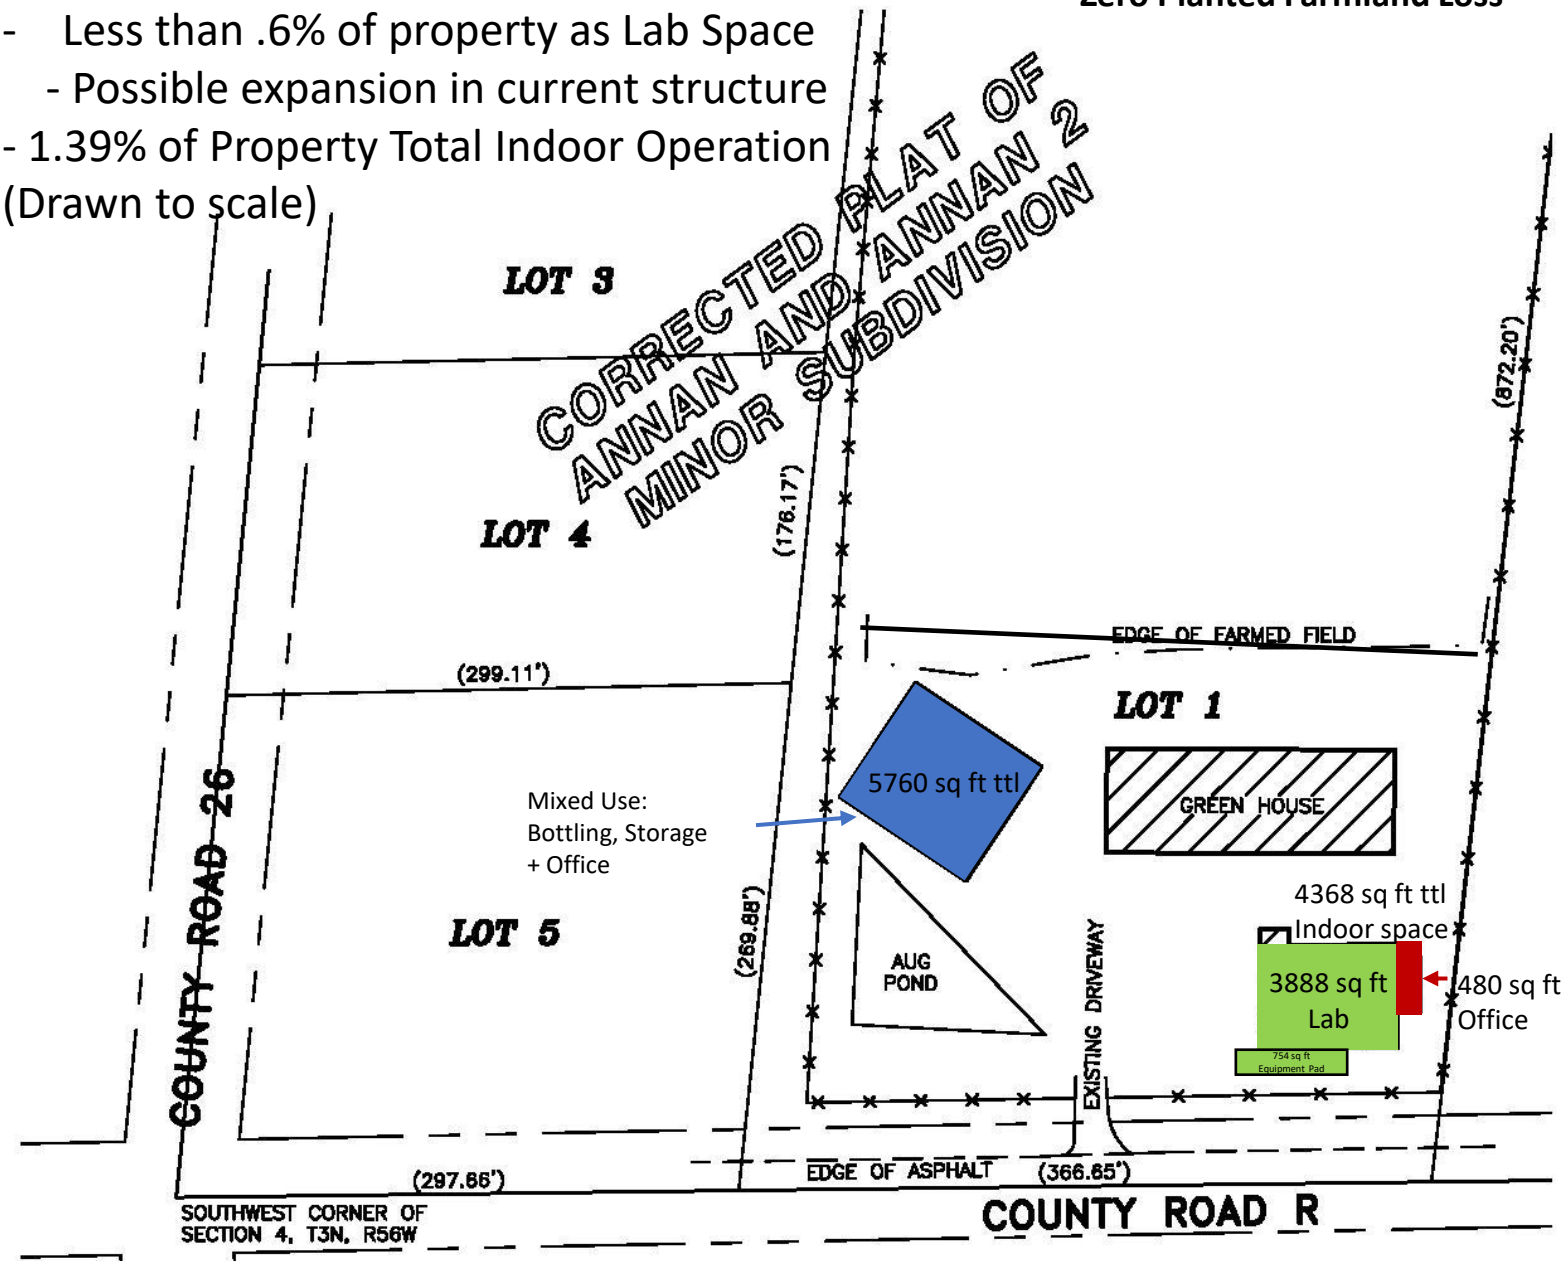 Zero Planted Farmland Loss
- Less than .6% of property as Lab Space
- Possible expansion in current structure
- 1.39% of Property Total Indoor Operation
(Drawn to scale)
CORRECTED PLAT OF
ANNAN AND ANNAN 2
MINOR SUBDIVISION
LOT 3
(872.20')
LOT 4
(176.17')
EDGE OF FARMED FIELD
(299.11')
LOT 1
5760 sq ft ttl
GREEN HOUSE
Mixed Use:
Bottling, Storage
+ Office
COUNTY ROAD 26
LOT 5
(269.88')
AUG
POND
EXISTING DRIVEWAY
4368 sq ft ttl
Indoor space
3888 sq ft
Lab
480 sq ft
Office
754 sq ft
Equipment Pad
EDGE OF ASPHALT
(366.65')
(297.66')
SOUTHWEST CORNER OF
SECTION 4, T3N, R56W
COUNTY ROAD R